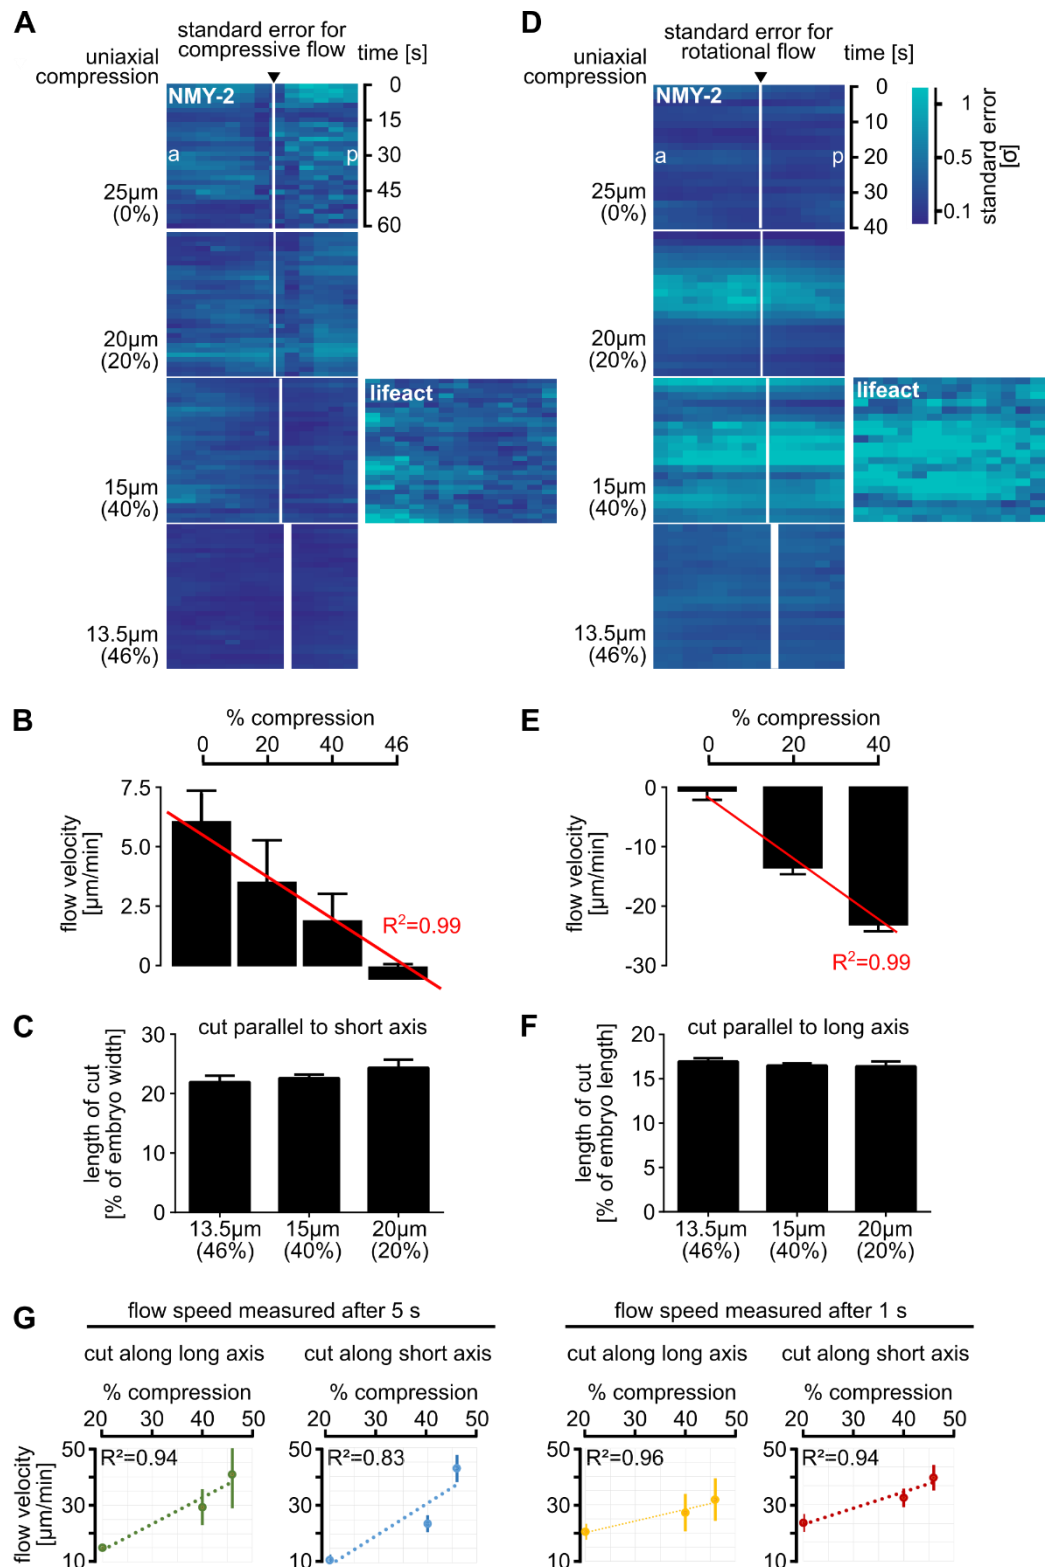 A
uniaxial
compression
standard error for
compressive flow
time [s]
NMY-2
a
p
0
15
30
45
60
25µm
(0%)
20µm
(20%)
15µm
(40%)
lifeact
13.5µm
(46%)
D
uniaxial
compression
standard error for
rotational flow
time [s]
NMY-2
a
p
0
10
20
30
40
1
0.5
0.1
standard error
[σ]
25µm
(0%)
20µm
(20%)
15µm
(40%)
lifeact
13.5µm
(46%)
B
% compression
0 20 40 46
7.5
5.0
2.5
0
flow velocity
[µm/min]
R²=0.99
E
% compression
0 20 40
0
-10
-20
-30
flow velocity
[µm/min]
R²=0.99
C
cut parallel to short axis
30
20
10
0
length of cut
[% of embryo width]
13.5µm 15µm 20µm
(46%) (40%) (20%)
F
cut parallel to long axis
20
15
10
5
0
length of cut
[% of embryo length]
13.5µm 15µm 20µm
(46%) (40%) (20%)
G
flow speed measured after 5 s
cut along long axis
% compression
20 30 40 50
50
30
10
flow velocity
[µm/min]
R²=0.94
cut along short axis
% compression
20 30 40 50
R²=0.83
flow speed measured after 1 s
cut along long axis
% compression
20 30 40 50
50
30
10
R²=0.96
cut along short axis
% compression
20 30 40 50
50
30
10
R²=0.94